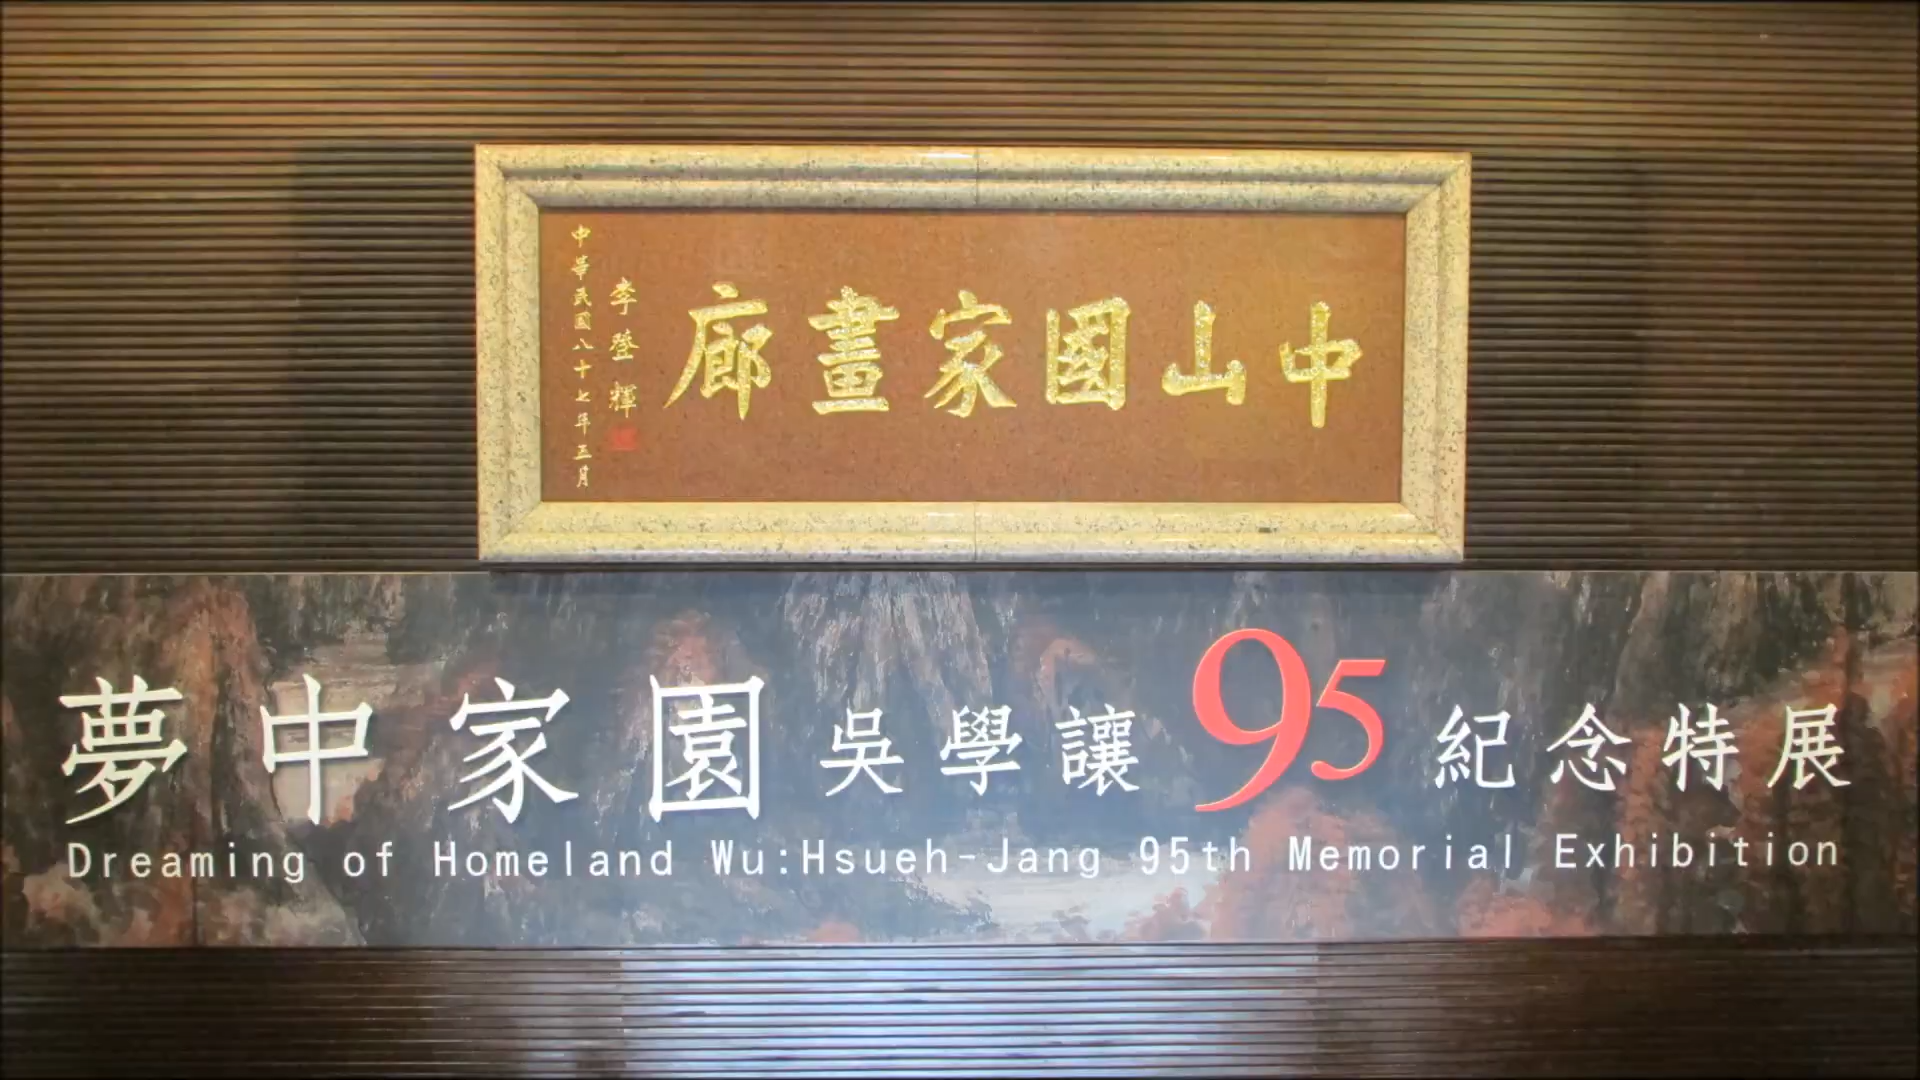 中山國家畫廊
李登輝
中華民國八十七年三月
夢中家園 吳學讓 95 紀念特展
Dreaming of Homeland Wu:Hsueh-Jang 95th Memorial Exhibition